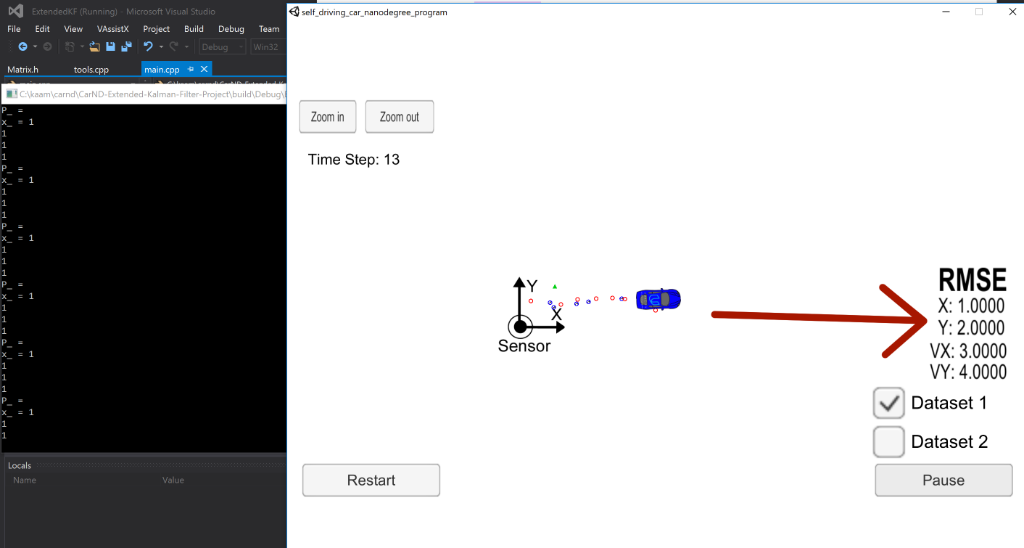 ExtendedKF (Running) - Microsoft Visual Studio
File Edit View VAssistX Project Build Debug Team
Debug Win32
Matrix.h tools.cpp main.cpp
C:\kaam\carnd\CarND-Extended-Kalman-Filter-Project\build\Debug\
P_ =
x_ = 1
1
1
1
P_ =
x_ = 1
1
1
1
P_ =
x_ = 1
1
1
1
P_ =
x_ = 1
1
1
1
P_ =
x_ = 1
1
1
1
P_ =
x_ = 1
1
1
Locals
Name Value
self_driving_car_nanodegree_program
Zoom in Zoom out
Time Step: 13
Y
X
Sensor
RMSE
X: 1.0000
Y: 2.0000
VX: 3.0000
VY: 4.0000
Dataset 1
Dataset 2
Restart
Pause